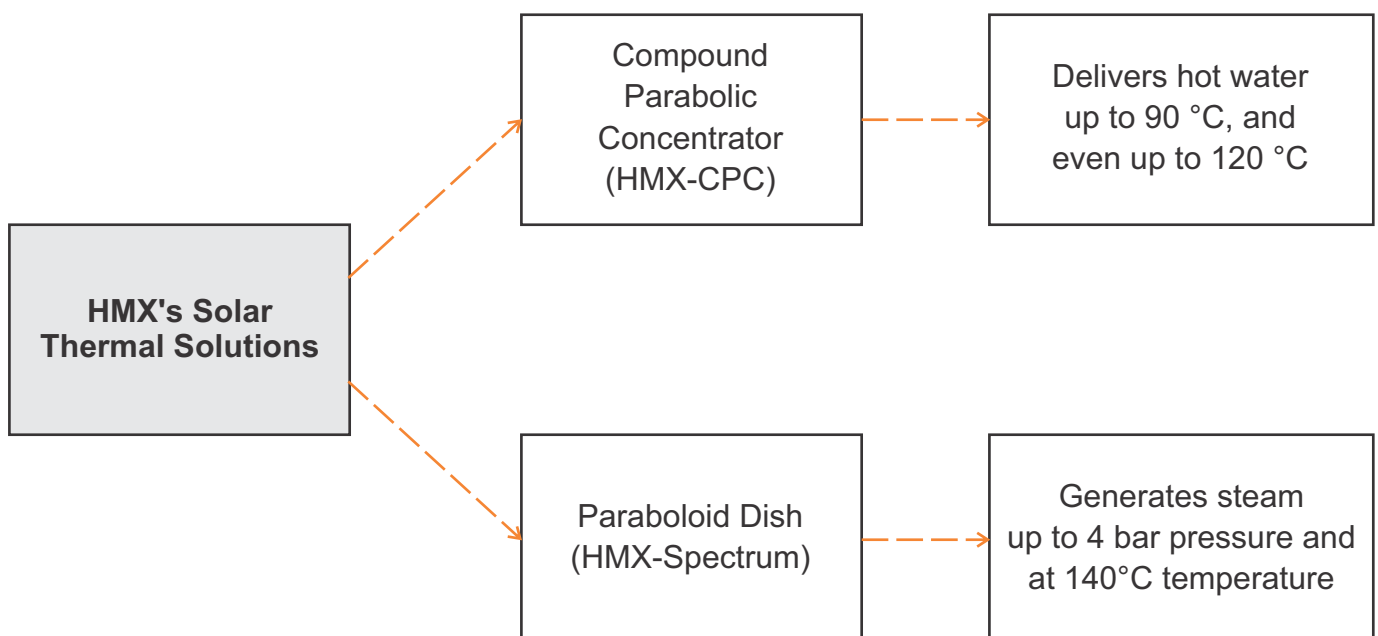 Compound
Parabolic
Concentrator
(HMX-CPC)
Delivers hot water
up to 90 °C, and
even up to 120 °C
HMX's Solar
Thermal Solutions
Paraboloid Dish
(HMX-Spectrum)
Generates steam
up to 4 bar pressure and
at 140°C temperature